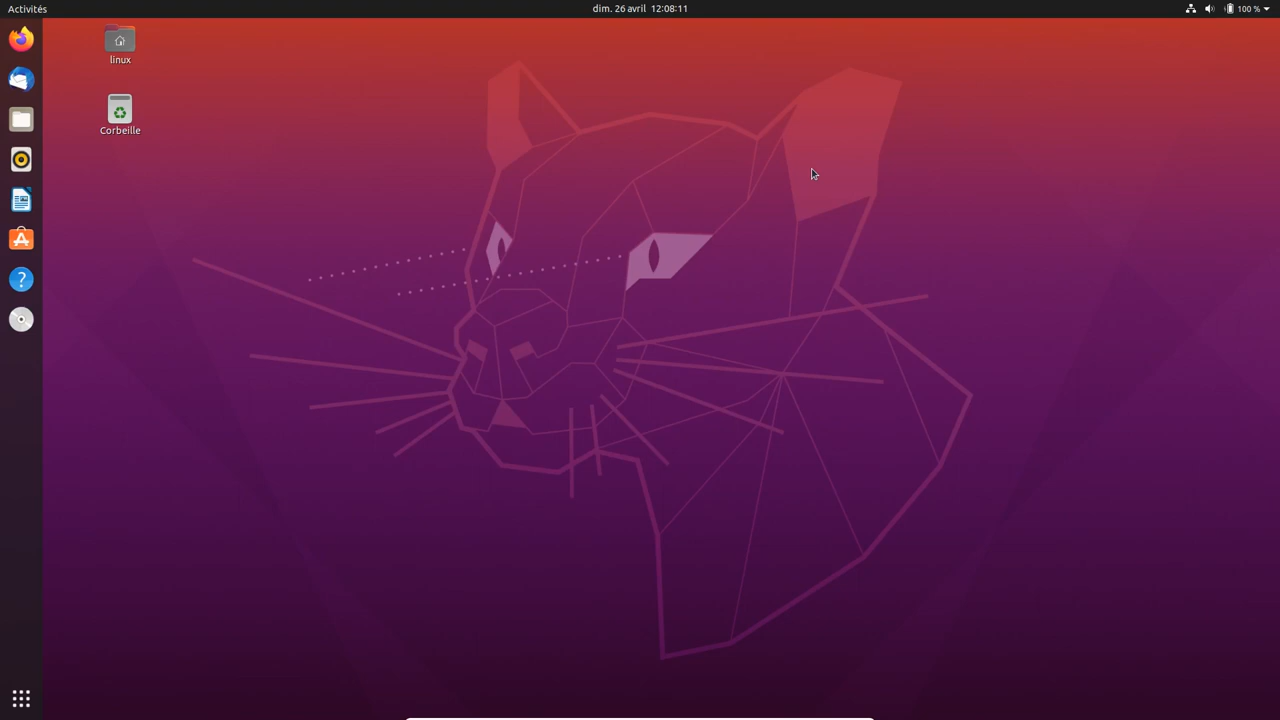 Activités
dim. 26 avril 12:08:11
100 %
linux
Corbeille